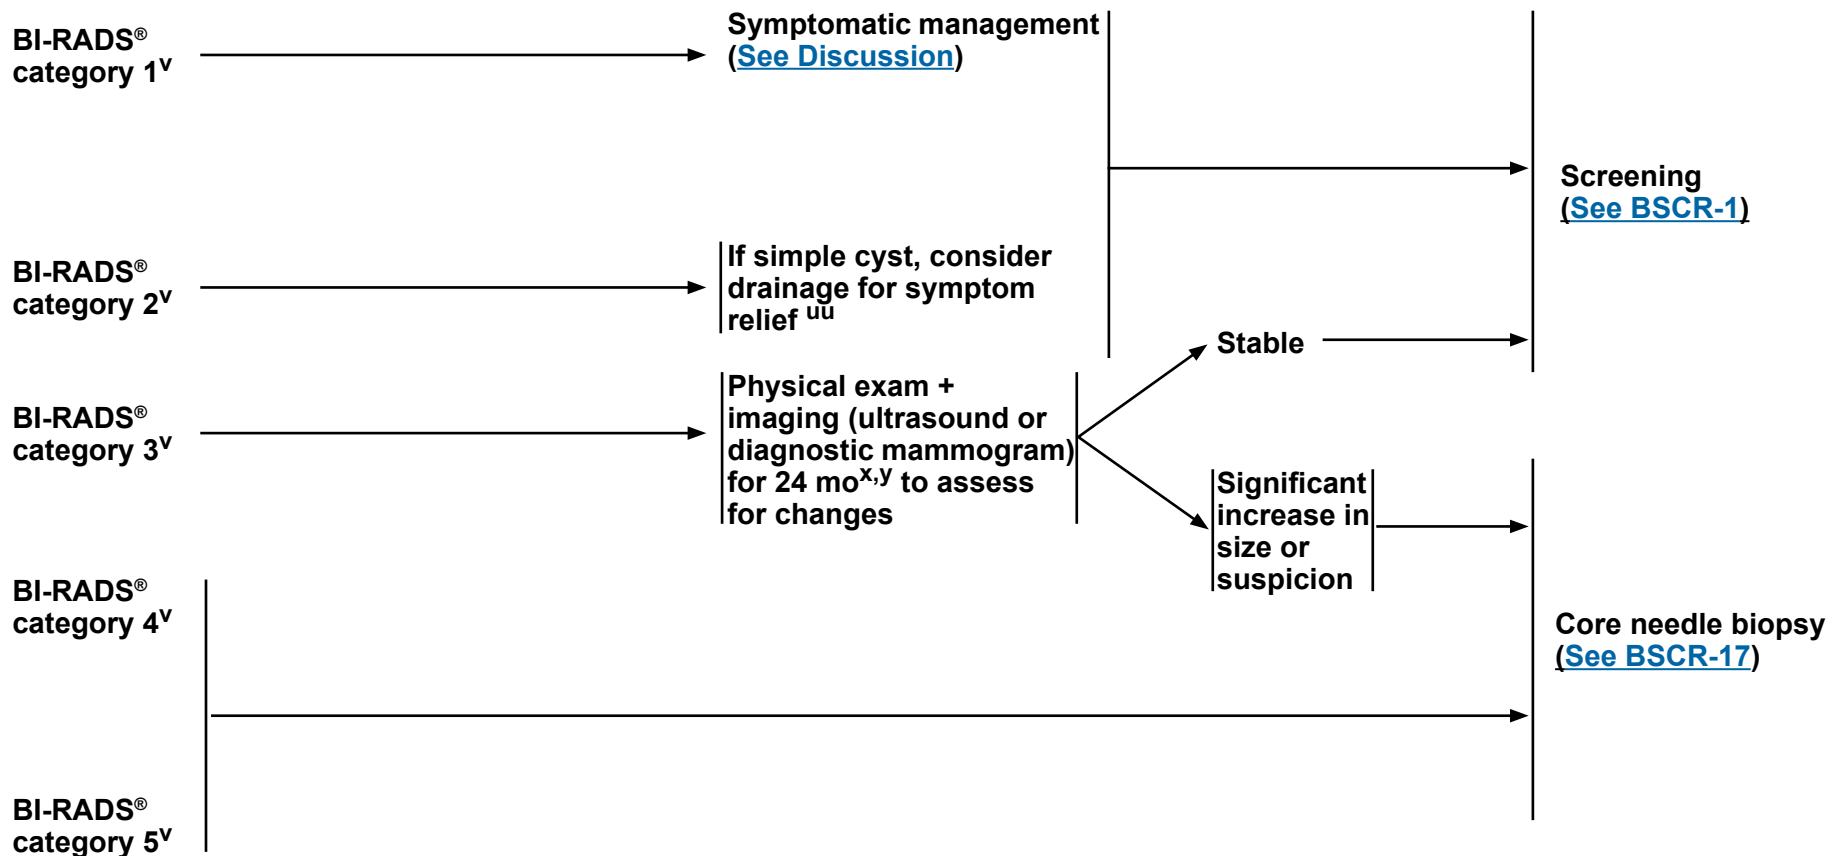 BI-RADS®
category 1v
Symptomatic management
(See Discussion)
Screening
(See BSCR-1)
BI-RADS®
category 2v
If simple cyst, consider
drainage for symptom
relief uu
Stable
BI-RADS®
category 3v
Physical exam +
imaging (ultrasound or
diagnostic mammogram)
for 24 mox,y to assess
for changes
Significant
increase in
size or
suspicion
BI-RADS®
category 4v
Core needle biopsy
(See BSCR-17)
BI-RADS®
category 5v